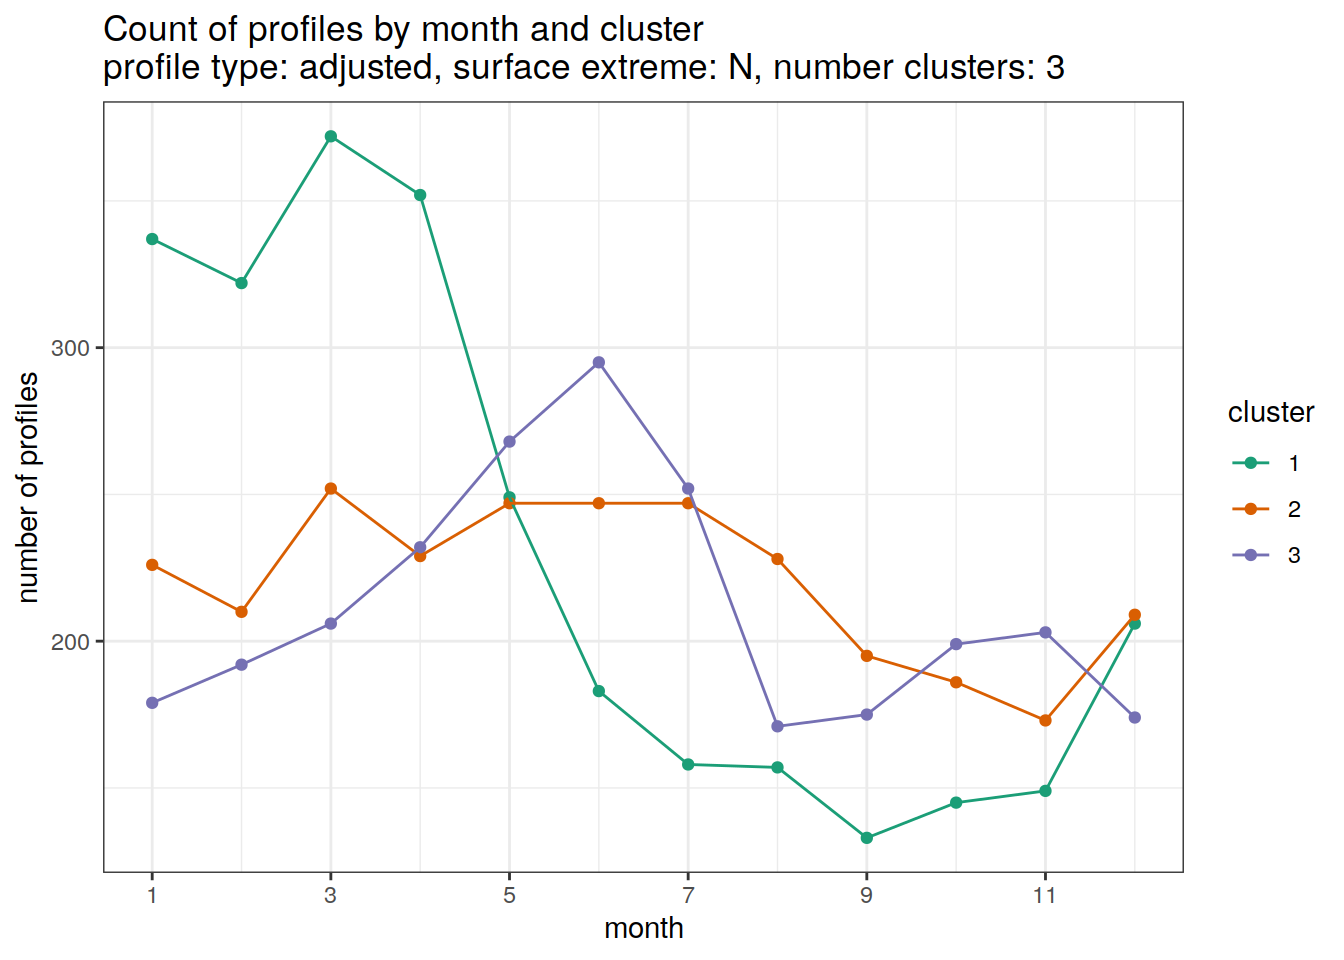 Count of profiles by month and cluster
profile type: adjusted, surface extreme: N, number clusters: 3
number of profiles
300
200
1 3 5 7 9 11
month
cluster
1
2
3